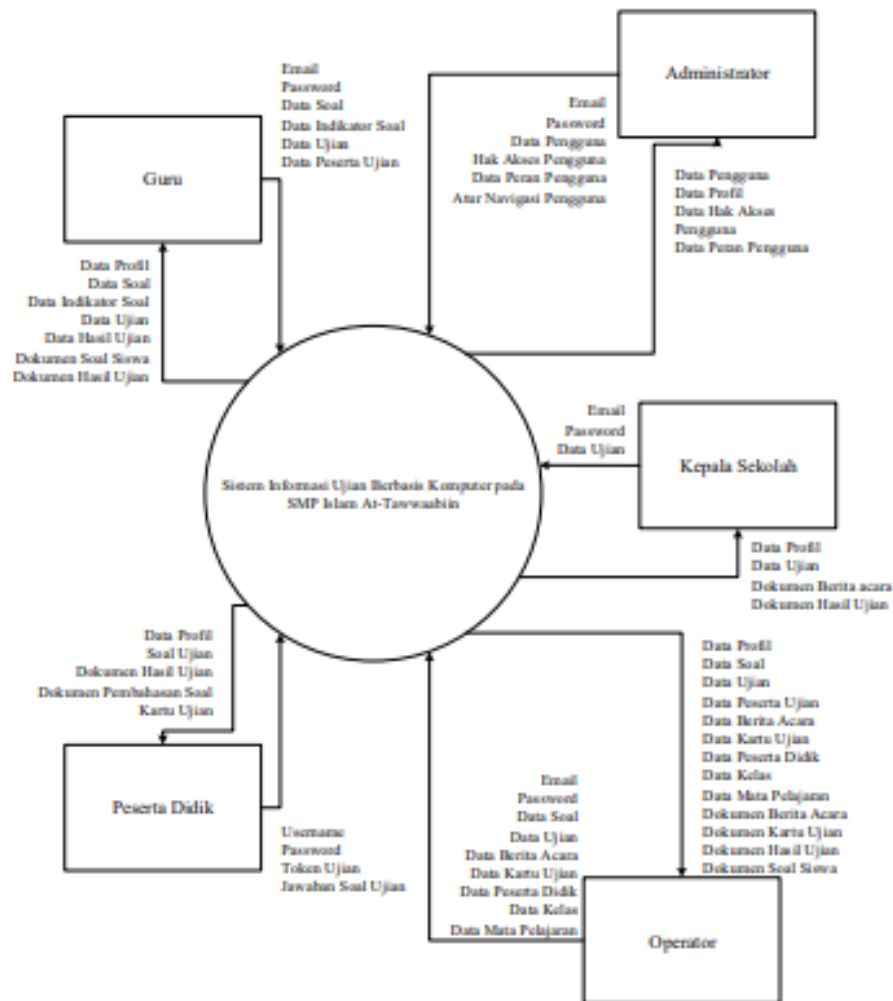 Email
Password
Data Soal
Data Indikator Soal
Data Ujian
Data Peserta Ujian
Guru
Data Profil
Data Soal
Data Indikator Soal
Data Ujian
Data Hasil Ujian
Dokumen Soal Siswa
Dokumen Hasil Ujian
Administrator
Email
Password
Data Pengguna
Hak Akses Pengguna
Data Peran Pengguna
Atur Navigasi Pengguna
Data Pengguna
Data Profil
Data Hak Akses
Pengguna
Data Peran Pengguna
Sistem Informasi Ujian Berbasis Komputer pada
SMP Islam At-Tawwaabiin
Email
Password
Data Ujian
Kepala Sekolah
Data Profil
Data Ujian
Dokumen Berita acara
Dokumen Hasil Ujian
Data Profil
Soal Ujian
Dokumen Hasil Ujian
Dokumen Pembahasan Soal
Kartu Ujian
Peserta Didik
Username
Password
Token Ujian
Jawaban Soal Ujian
Data Profil
Data Soal
Data Ujian
Data Peserta Ujian
Data Berita Acara
Data Kartu Ujian
Data Peserta Didik
Data Kelas
Data Mata Pelajaran
Dokumen Berita Acara
Dokumen Kartu Ujian
Dokumen Hasil Ujian
Dokumen Soal Siswa
Email
Password
Data Soal
Data Ujian
Data Berita Acara
Data Kartu Ujian
Data Peserta Didik
Data Kelas
Data Mata Pelajaran
Operator